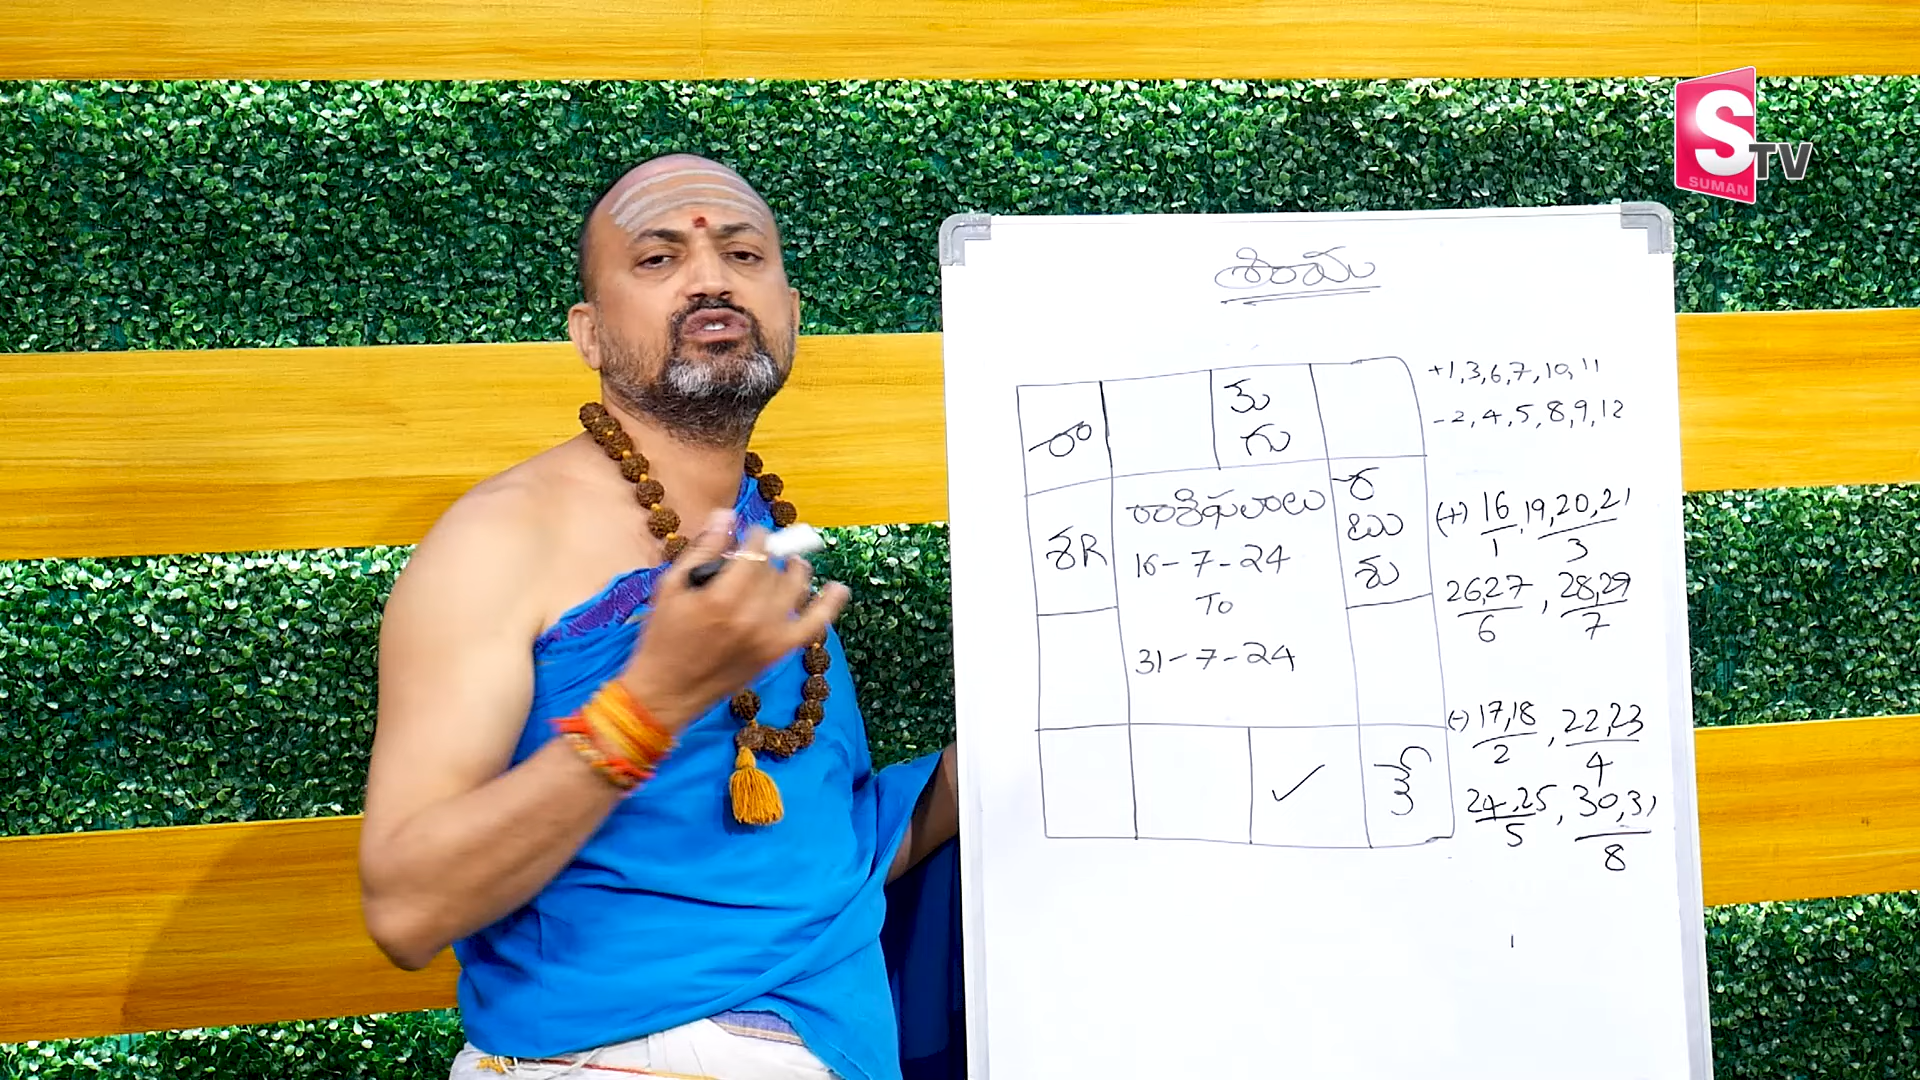 S TV
SUMAN
శ్రీరామ
+1,3,6,7,10,11
-2,4,5,8,9,12
రా
కు
గు
రాశిఫలాలు
16-7-24
To
31-7-24
శR
ర
బు
శు
(+) 16/1, 19,20,21/3
26,27/6, 28,29/7
(-) 17,18/2, 22,23/4
24,25/5, 30,31/8
✓
కే